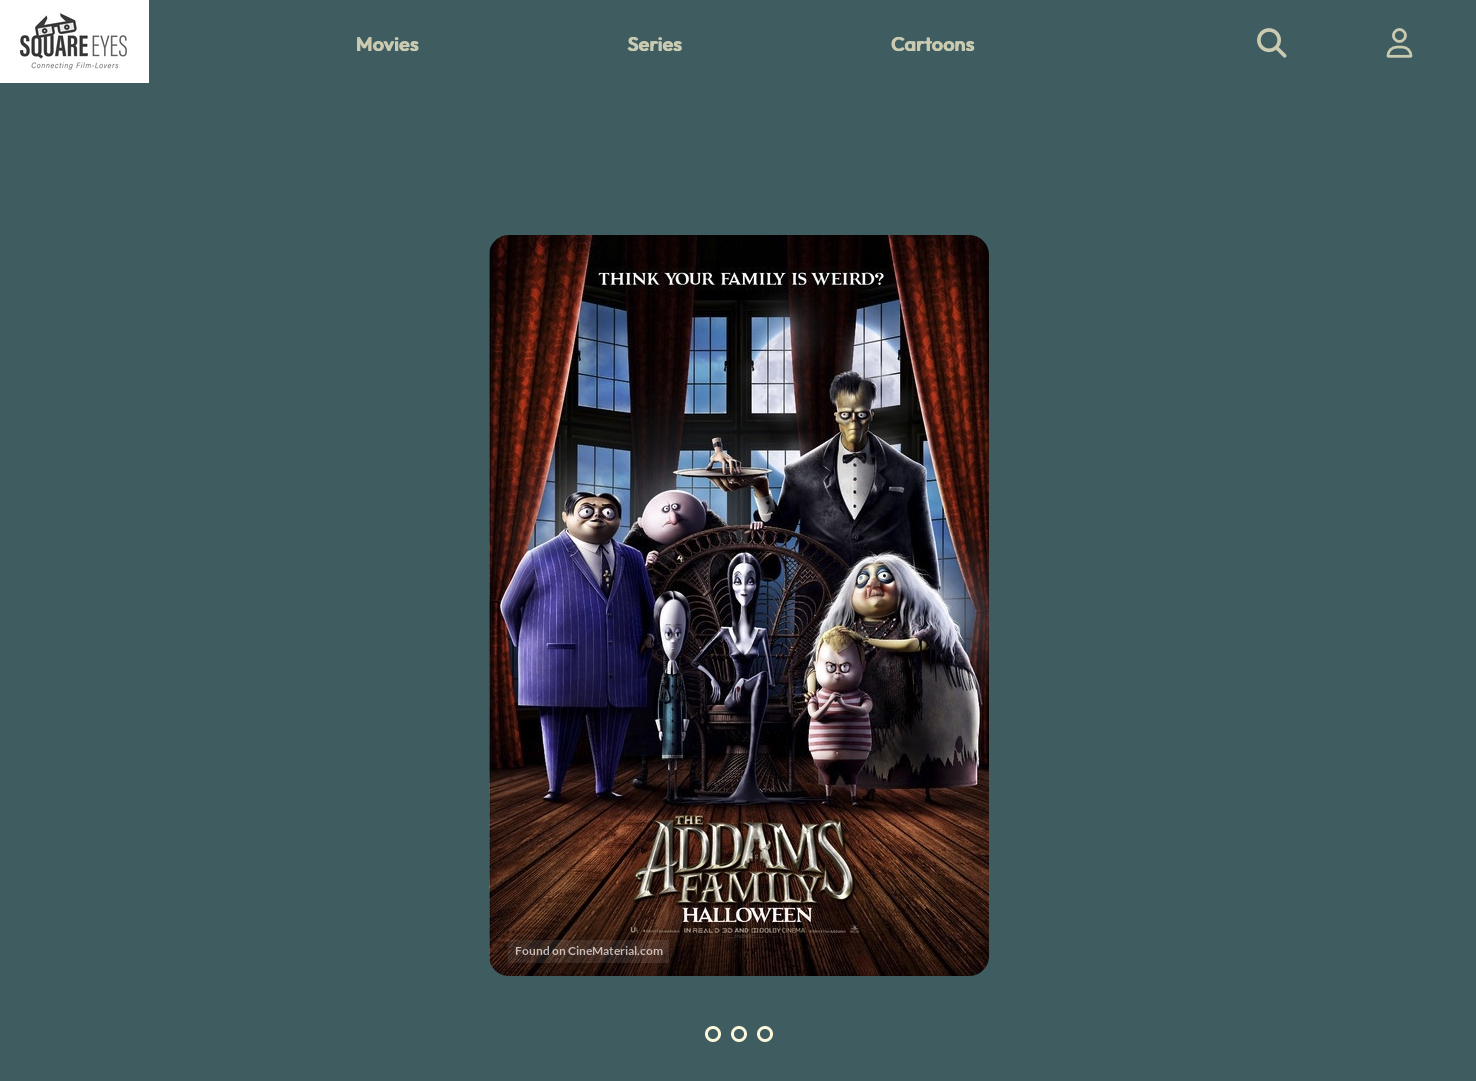 SQUARE EYES
Connecting Film-Lovers
Movies
Series
Cartoons
THINK YOUR FAMILY IS WEIRD?
THE
ADDAMS
FAMILY
HALLOWEEN
IN REAL D 3D AND DOLBY CINEMA
Found on CineMaterial.com